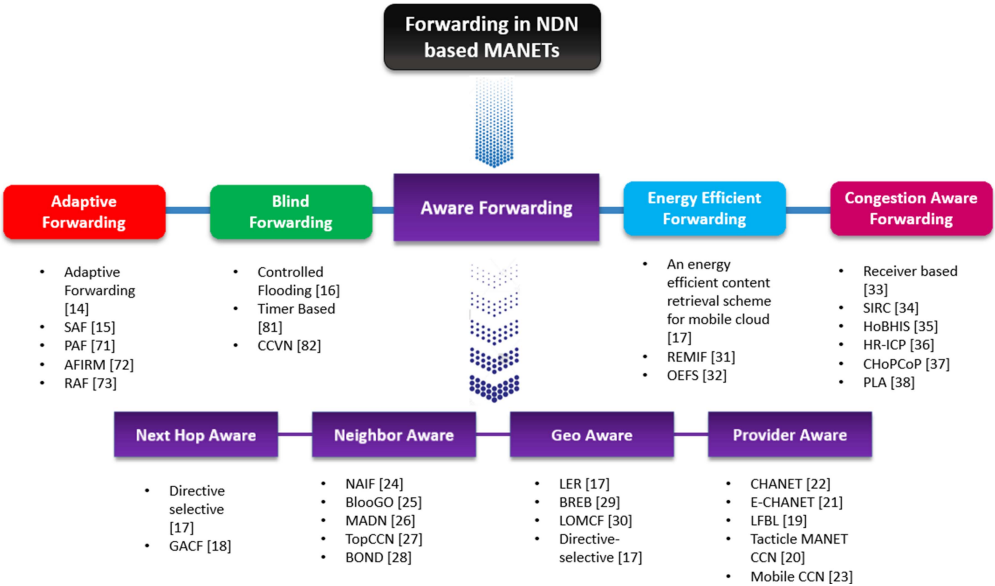 Forwarding in NDN
based MANETs
Adaptive
Forwarding
Blind
Forwarding
Aware Forwarding
Energy Efficient
Forwarding
Congestion Aware
Forwarding
• Adaptive
Forwarding
[14]
• SAF [15]
• PAF [71]
• AFIRM [72]
• RAF [73]
• Controlled
Flooding [16]
• Timer Based
[81]
• CCVN [82]
• An energy
efficient content
retrieval scheme
for mobile cloud
[17]
• REMIF [31]
• OEFS [32]
• Receiver based
[33]
• SIRC [34]
• HoBHIS [35]
• HR-ICP [36]
• CHoPCoP [37]
• PLA [38]
Next Hop Aware
Neighbor Aware
Geo Aware
Provider Aware
• Directive
selective
[17]
• GACF [18]
• NAIF [24]
• BlooGO [25]
• MADN [26]
• TopCCN [27]
• BOND [28]
• LER [17]
• BREB [29]
• LOMCF [30]
• Directive-
selective [17]
• CHANET [22]
• E-CHANET [21]
• LFBL [19]
• Tacticle MANET
CCN [20]
• Mobile CCN [23]